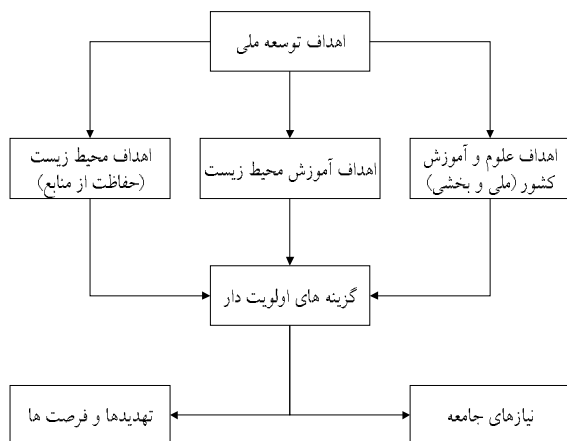 اهداف توسعه ملی
اهداف علوم و آموزش
کشور (ملی و بخشی)
اهداف آموزش محیط زیست
اهداف محیط زیست
(حفاظت از منابع)
گزینه های اولویت دار
نیازهای جامعه
تهدیدها و فرصت ها